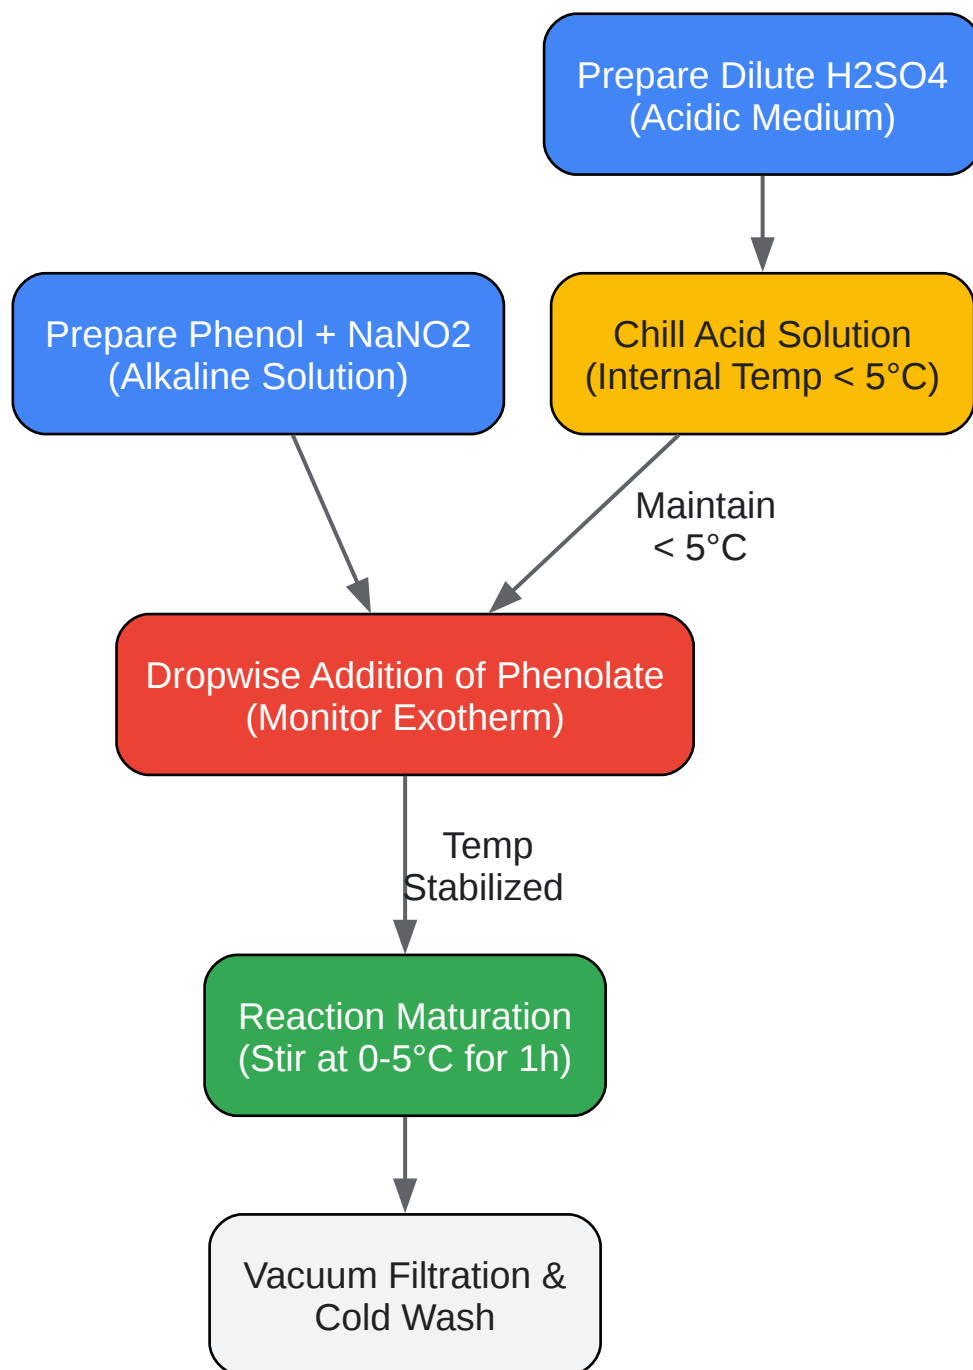 Prepare Dilute H2SO4
(Acidic Medium)
Prepare Phenol + NaNO2
(Alkaline Solution)
Chill Acid Solution
(Internal Temp < 5°C)
Maintain
< 5°C
Dropwise Addition of Phenolate
(Monitor Exotherm)
Temp
Stabilized
Reaction Maturation
(Stir at 0-5°C for 1h)
Vacuum Filtration &
Cold Wash